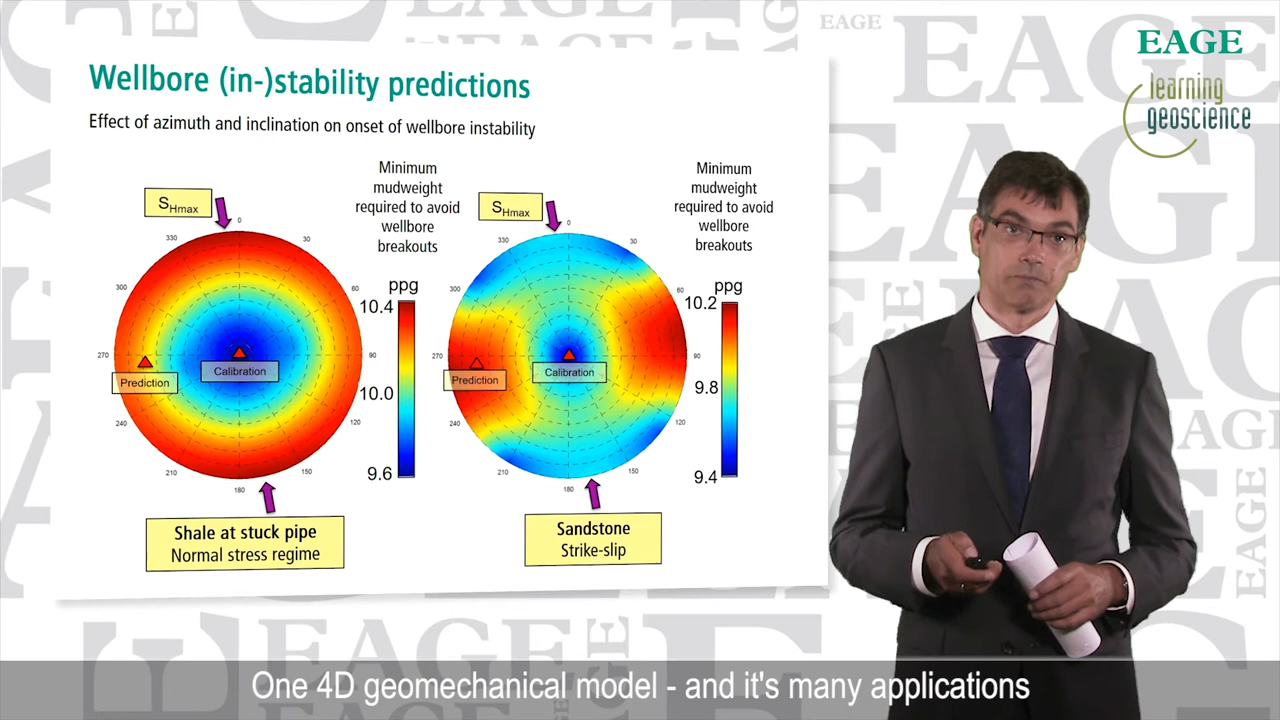 EAGE
EAGE
learning
geoscience
Wellbore (in-)stability predictions
Effect of azimuth and inclination on onset of wellbore instability
Minimum
mudweight
required to avoid
wellbore
breakouts
ppg
10.4
10.0
9.6
SHmax
0
30
60
90
120
150
180
210
240
270
300
330
Prediction
Calibration
Shale at stuck pipe
Normal stress regime
Minimum
mudweight
required to avoid
wellbore
breakouts
ppg
10.2
9.8
9.4
SHmax
0
30
60
90
120
150
180
210
240
270
300
330
Prediction
Calibration
Sandstone
Strike-slip
One 4D geomechanical model - and it's many applications